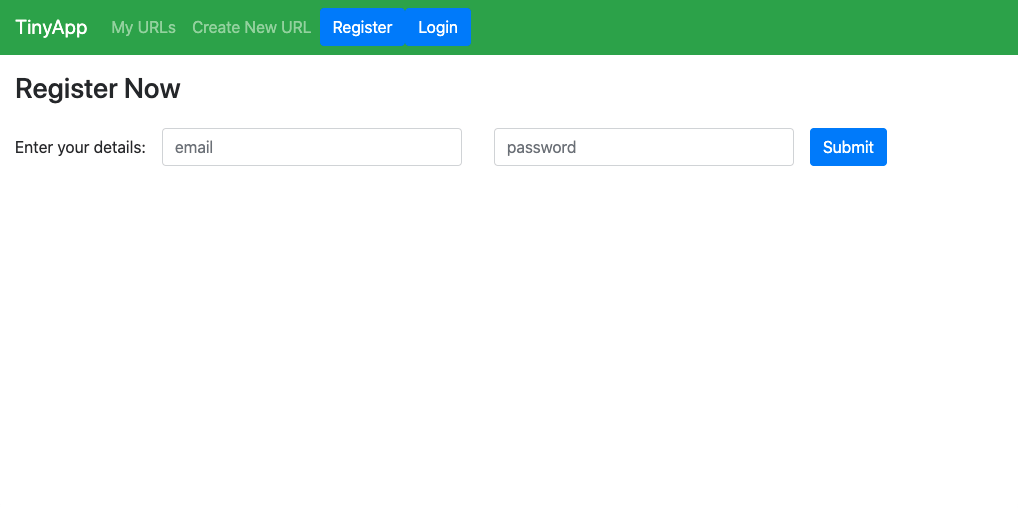 TinyApp My URLs Create New URL Register Login
Register Now
Enter your details: email password Submit